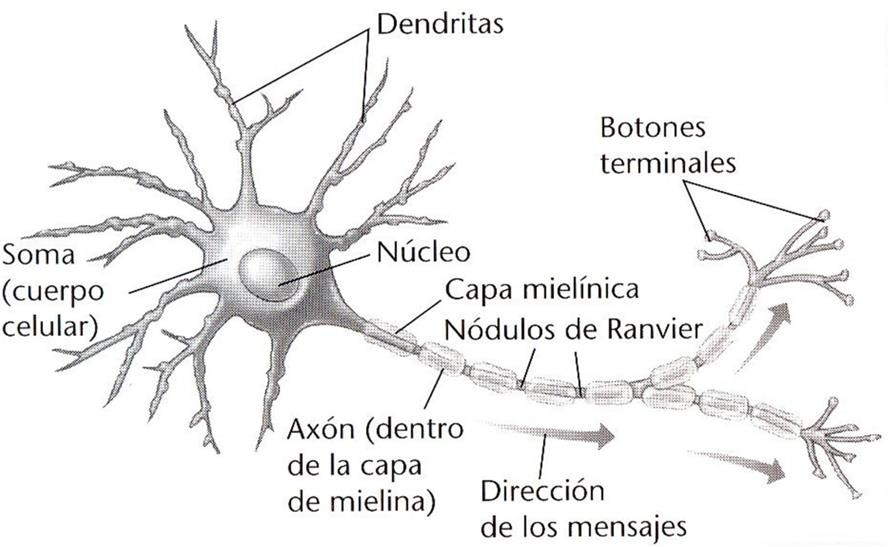 Dendritas
Botones
terminales
Soma
(cuerpo
celular)
Núcleo
Capa mielínica
Nódulos de Ranvier
Axón (dentro
de la capa
de mielina)
Dirección
de los mensajes